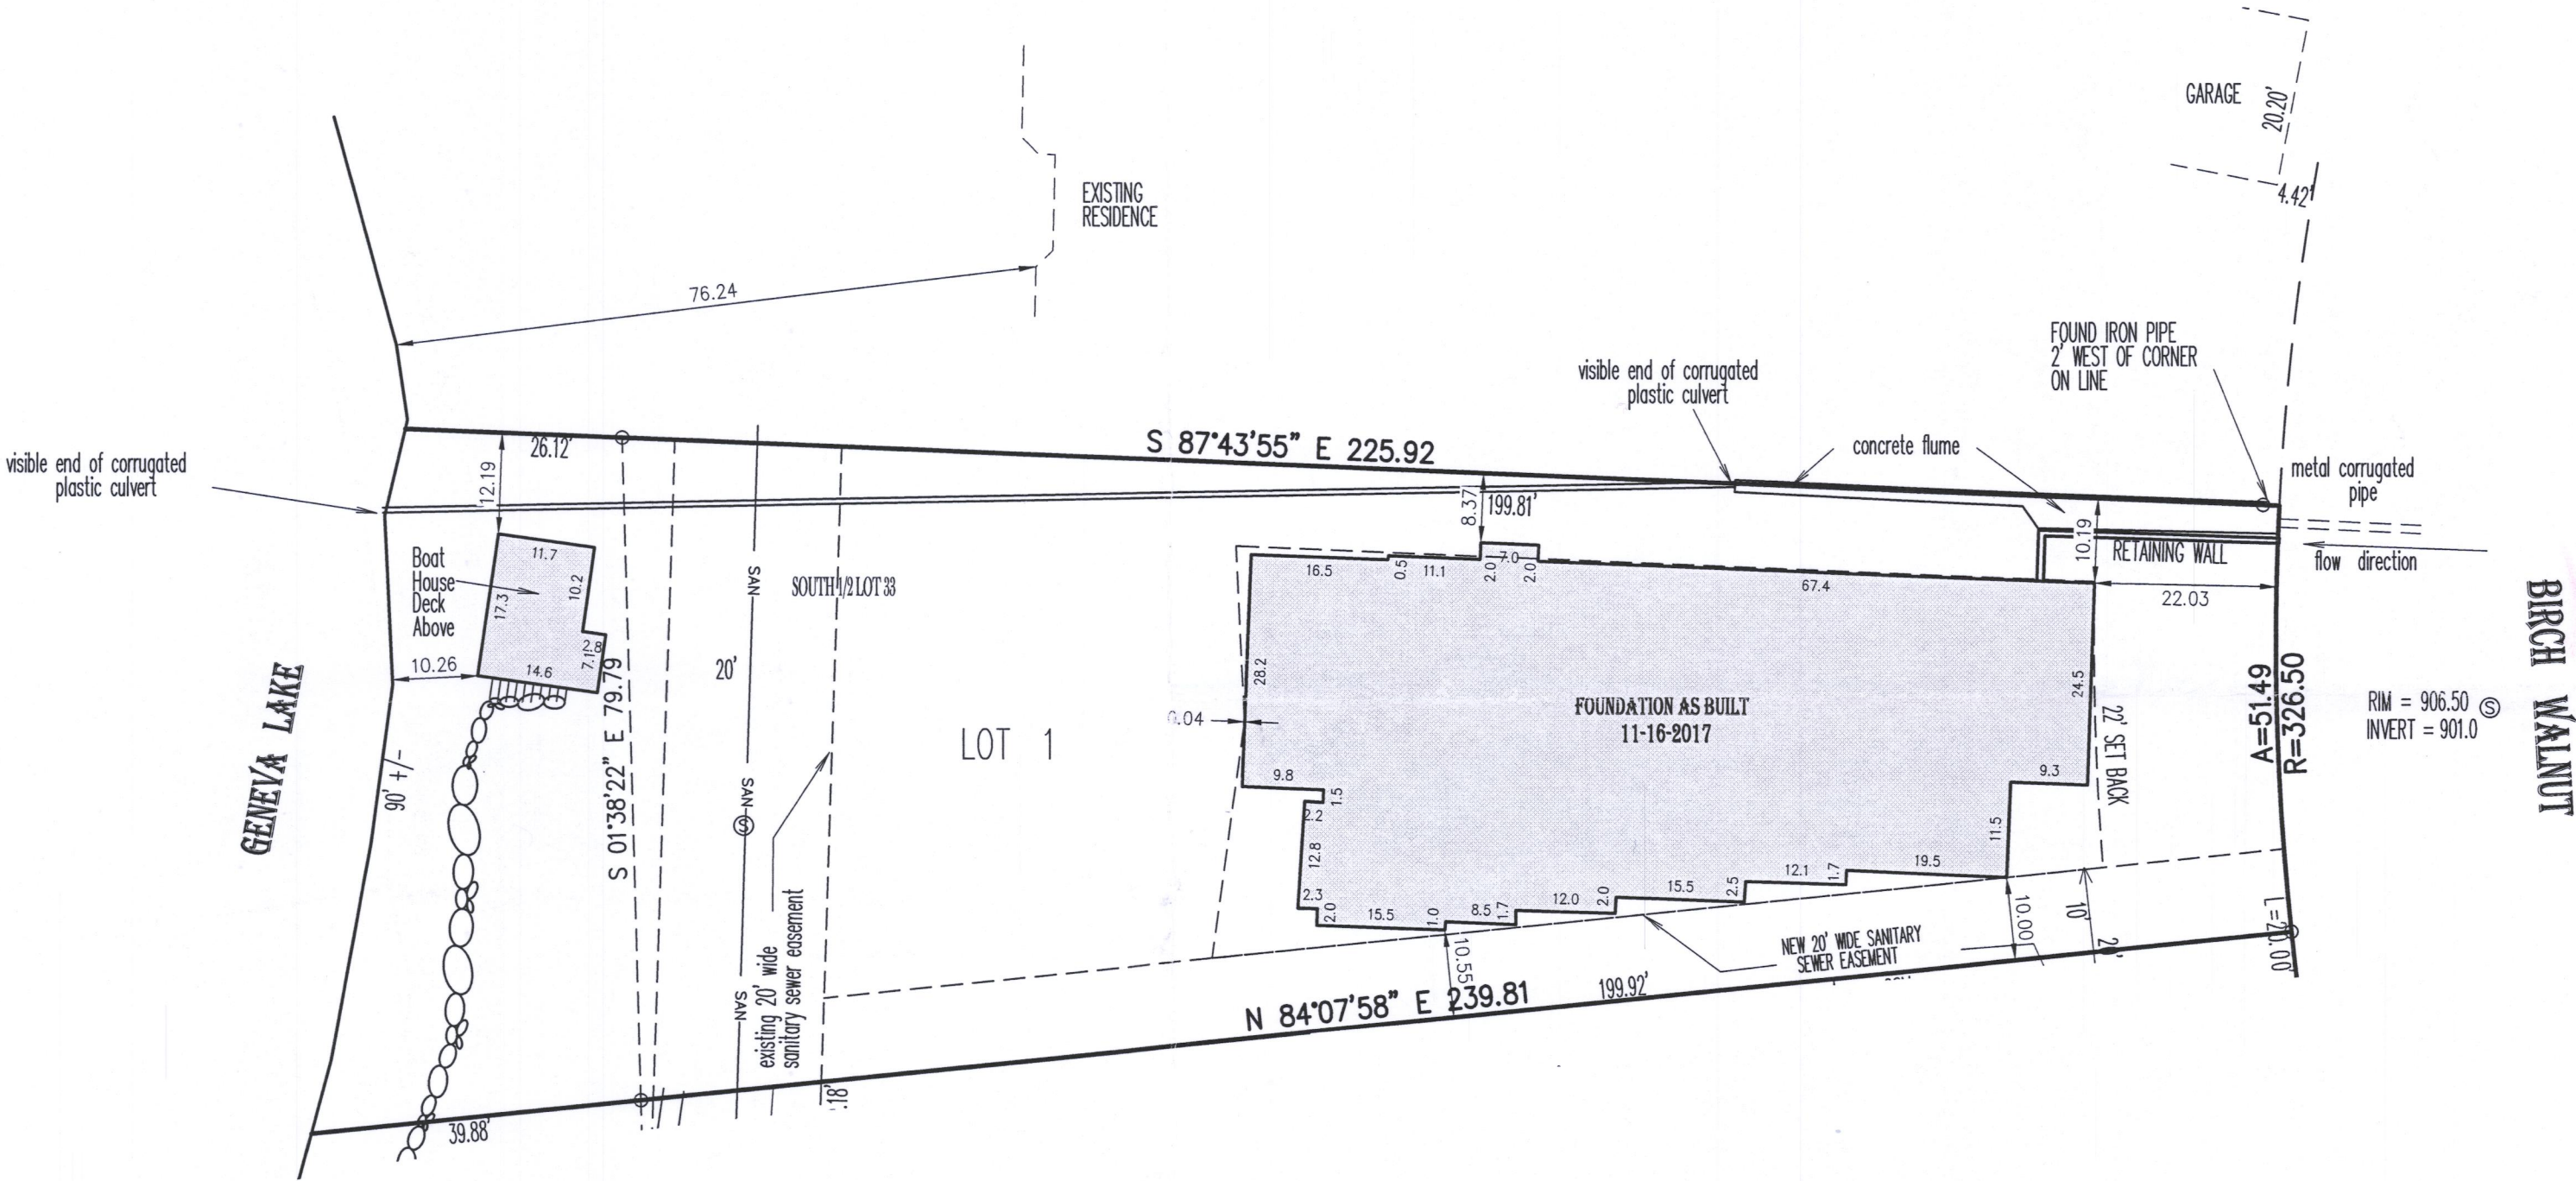 GARAGE
20.20'
4.42'
EXISTING
RESIDENCE
76.24
FOUND IRON PIPE
2' WEST OF CORNER
ON LINE
visible end of corrugated
plastic culvert
concrete flume
S 87°43'55" E 225.92
26.12'
12.19
visible end of corrugated
plastic culvert
metal corrugated
pipe
8.37
199.81'
10.19
RETAINING WALL
flow direction
22.03
Boat
House
Deck
Above
11.7
10.2
17.3
2.8
7.1
14.6
10.26
SAN
SOUTH 1/2 LOT 33
16.5
0.5
11.1
2.0
7.0
2.0
67.4
BIRCH WALNUT
GENEVA LAKE
90' +/-
S 01°38'22" E 79.79
20'
LOT 1
28.2
FOUNDATION AS BUILT
11-16-2017
24.5
22' SET BACK
A=51.49
R=326.50
RIM = 906.50
S
INVERT = 901.0
SAN
S
9.8
1.5
2.2
12.8
2.3
2.0
15.5
1.0
8.5
1.7
12.0
2.0
15.5
2.5
12.1
1.7
19.5
11.5
9.3
10.00
10'
L=20.00'
existing 20' wide
sanitary sewer easement
SAN
NEW 20' WIDE SANITARY
SEWER EASEMENT
10.55
N 84°07'58" E 239.81
199.92'
39.88'